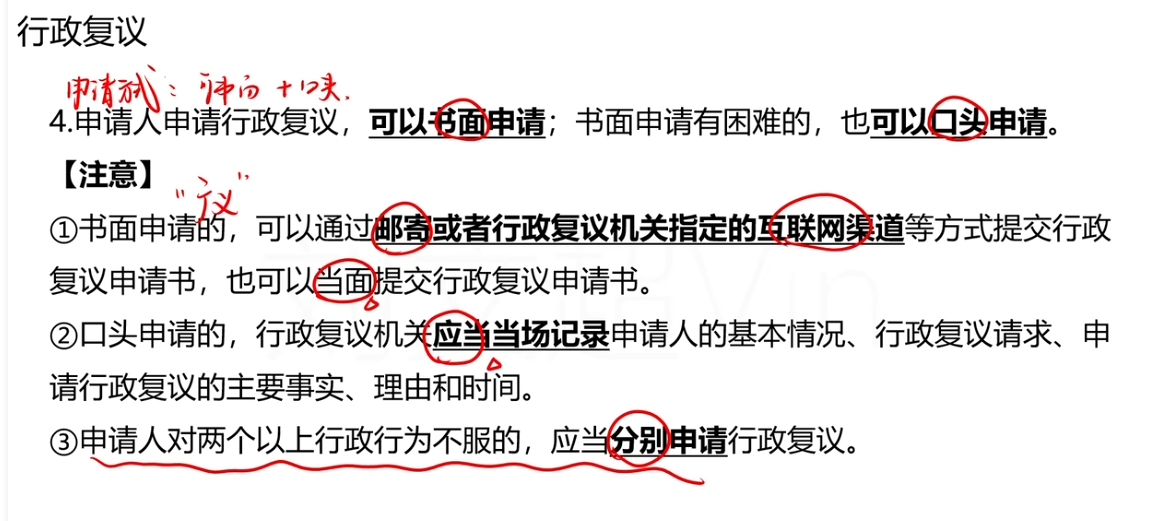 行政复议
申请方式：书面+口头.
4.申请人申请行政复议，可以书面申请；书面申请有困难的，也可以口头申请。
【注意】
"议"
①书面申请的，可以通过邮寄或者行政复议机关指定的互联网渠道等方式提交行政
复议申请书，也可以当面提交行政复议申请书。
②口头申请的，行政复议机关应当当场记录申请人的基本情况、行政复议请求、申
请行政复议的主要事实、理由和时间。
③申请人对两个以上行政行为不服的，应当分别申请行政复议。